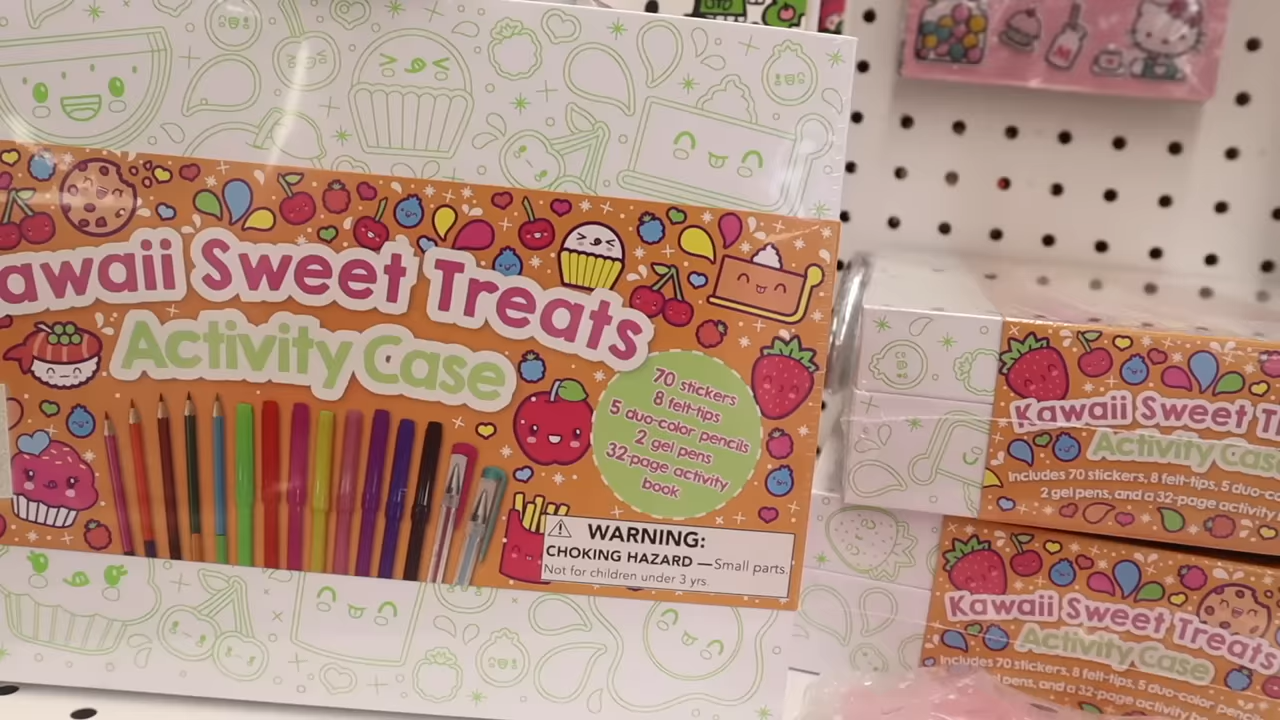 awaii Sweet Treats
Activity Case
70 stickers
8 felt-tips
5 duo-color pencils
2 gel pens
32-page activity
book
WARNING:
CHOKING HAZARD —Small parts.
Not for children under 3 yrs.
Kawaii Sweet T
Activity Cas
Includes 70 stickers, 8 felt-tips, 5 duo-co
2 gel pens, and a 32-page activity
Kawaii Sweet Treats
Activity Case
Includes 70 stickers, 8 felt-tips, 5 duo-color pencil
pens, and a 32-page activity